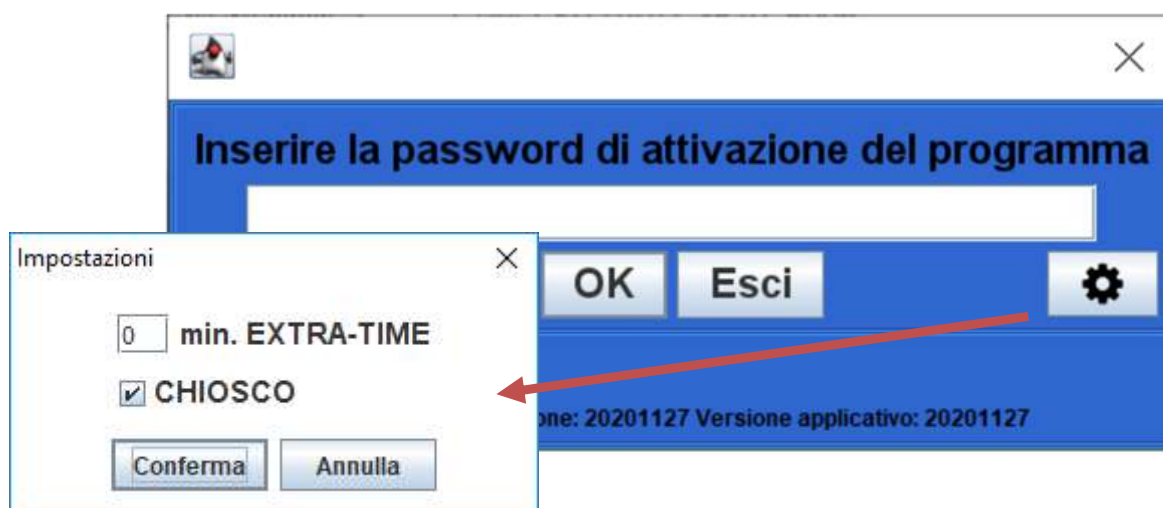 Inserire la password di attivazione del programma
OK
Esci
Impostazioni
0 min. EXTRA-TIME
CHIOSCO
Conferma
Annulla
20201127 Versione applicativo: 20201127